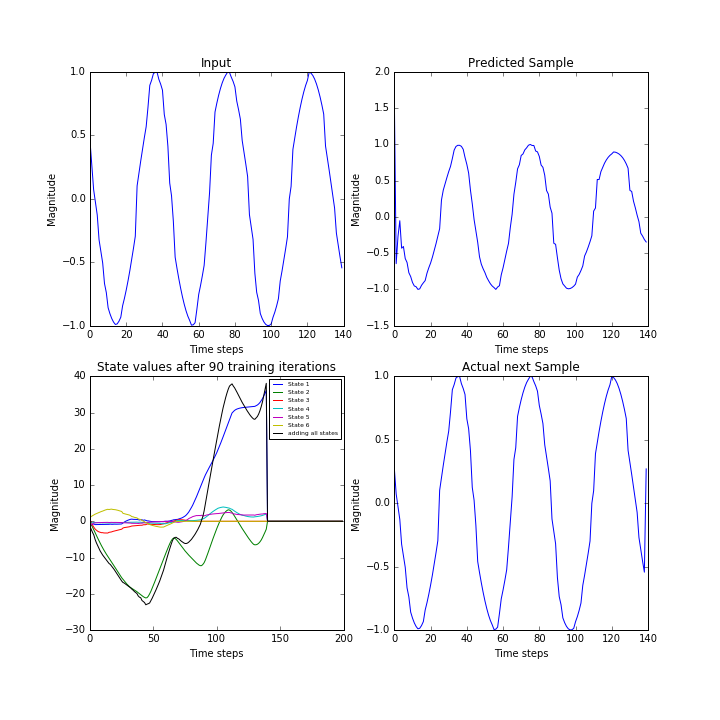 Input
Magnitude
1.0
0.5
0.0
−0.5
−1.0
0 20 40 60 80 100 120 140
Time steps
Predicted Sample
Magnitude
2.0
1.5
1.0
0.5
0.0
−0.5
−1.0
−1.5
0 20 40 60 80 100 120 140
Time steps
State values after 90 training iterations
Magnitude
40
30
20
10
0
−10
−20
−30
0 50 100 150 200
Time steps
State 1
State 2
State 3
State 4
State 5
State 6
adding all states
Actual next Sample
Magnitude
1.0
0.5
0.0
−0.5
−1.0
0 20 40 60 80 100 120 140
Time steps